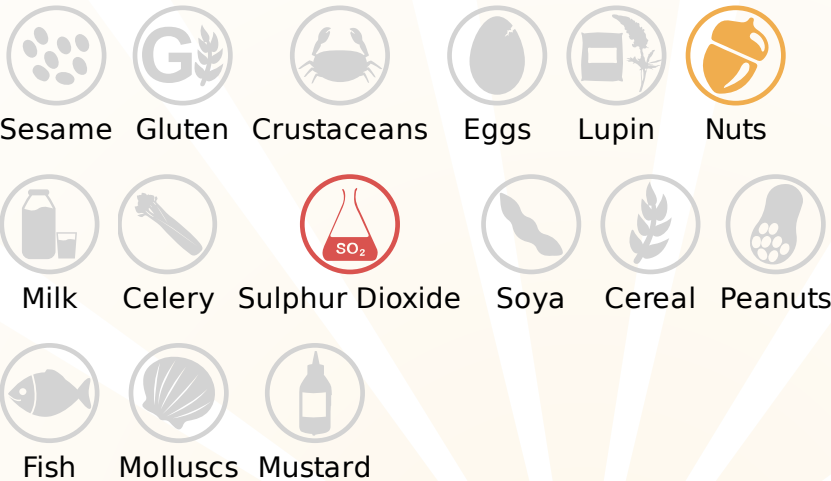 G
Sesame Gluten Crustaceans Eggs Lupin Nuts
SO₂
Milk Celery Sulphur Dioxide Soya Cereal Peanuts
Fish Molluscs Mustard